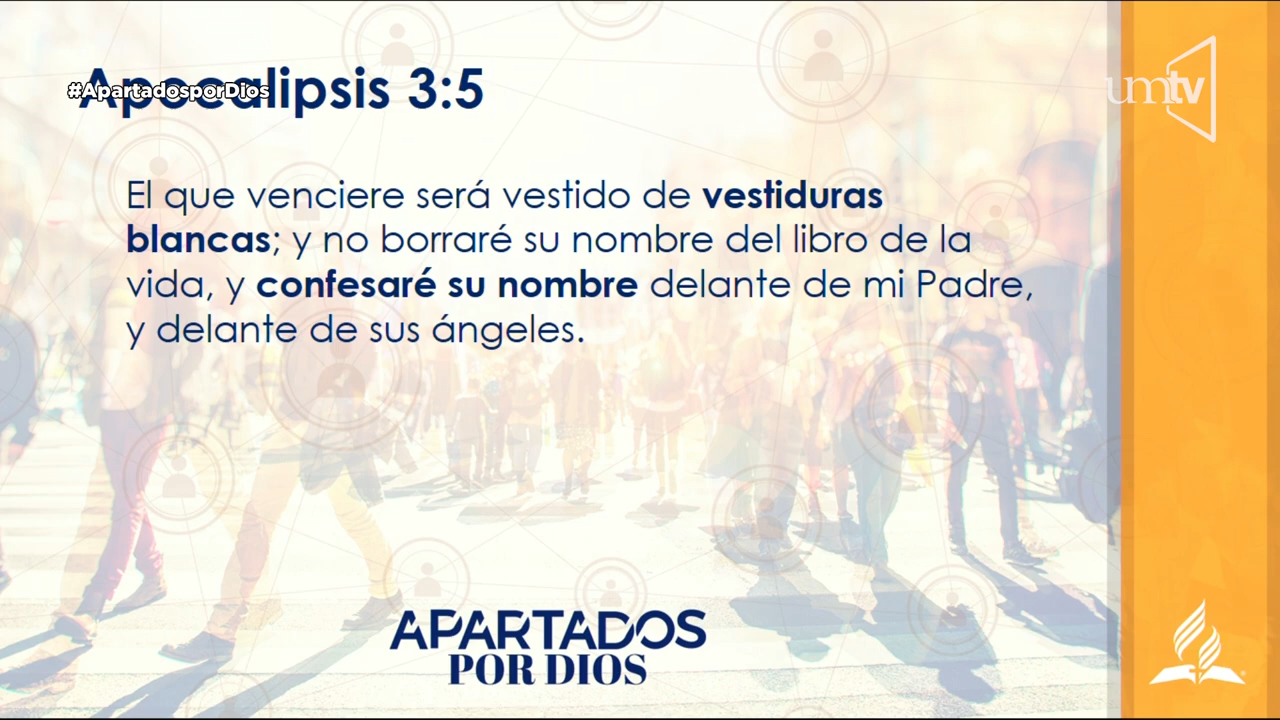 Apocalipsis 3:5
#ApartadosporDios
umtv
El que venciere será vestido de vestiduras
blancas; y no borraré su nombre del libro de la
vida, y confesaré su nombre delante de mi Padre,
y delante de sus ángeles.
APARTADOS
POR DIOS